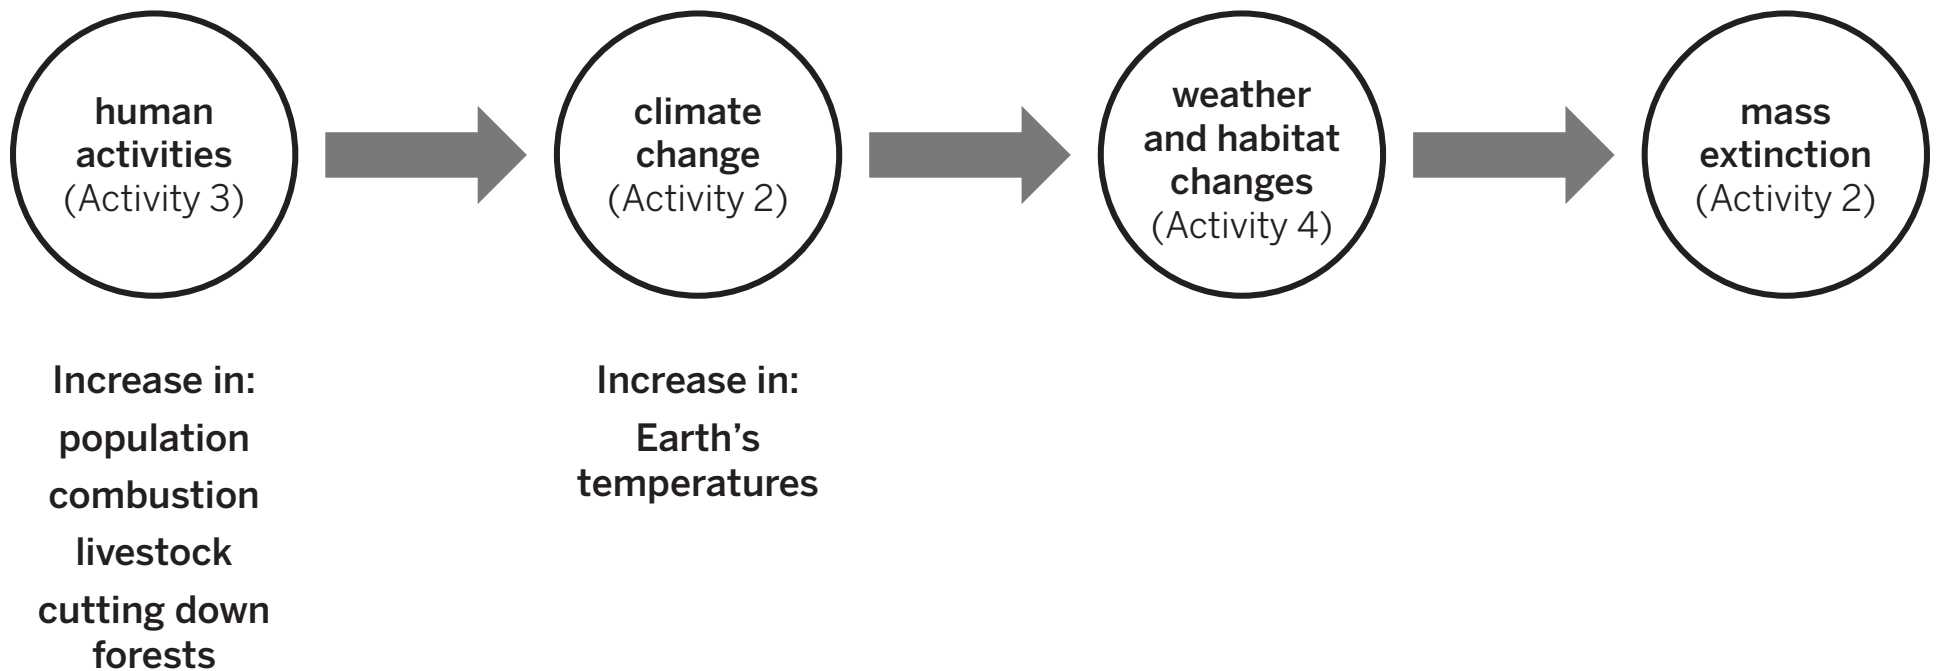 human
activities
(Activity 3)
climate
change
(Activity 2)
weather
and habitat
changes
(Activity 4)
mass
extinction
(Activity 2)
Increase in:
population
combustion
livestock
cutting down
forests
Increase in:
Earth’s
temperatures